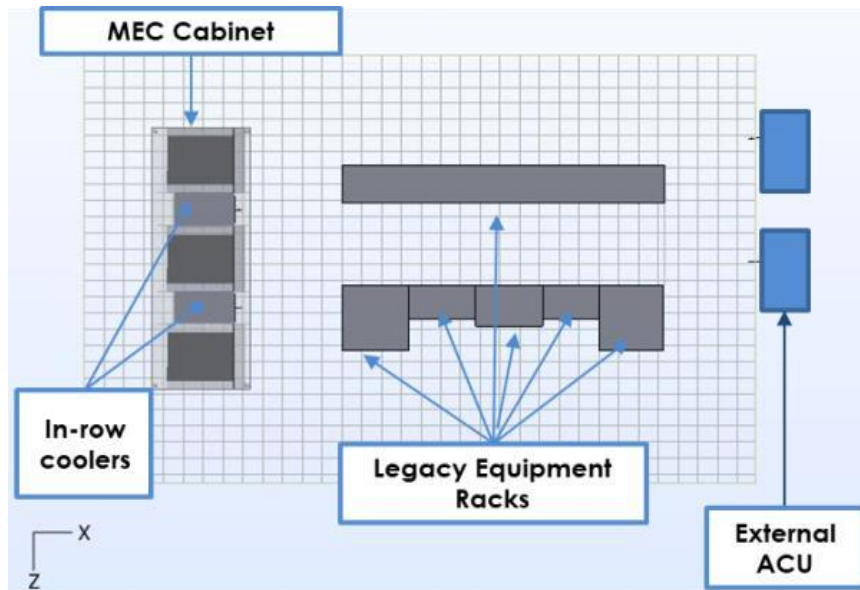 MEC Cabinet
In-row
coolers
Legacy Equipment
Racks
External
ACU
X
Z